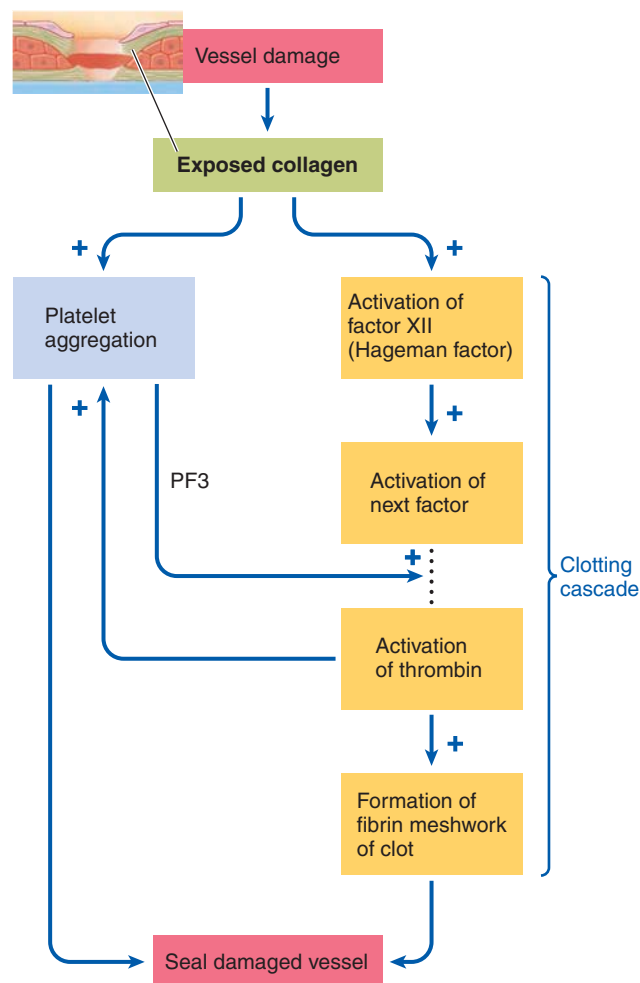 Vessel damage
Exposed collagen
+
+
Platelet
aggregation
Activation of
factor XII
(Hageman factor)
+
+
PF3
Activation of
next factor
+
Clotting
cascade
Activation
of thrombin
+
Formation of
fibrin meshwork
of clot
Seal damaged vessel